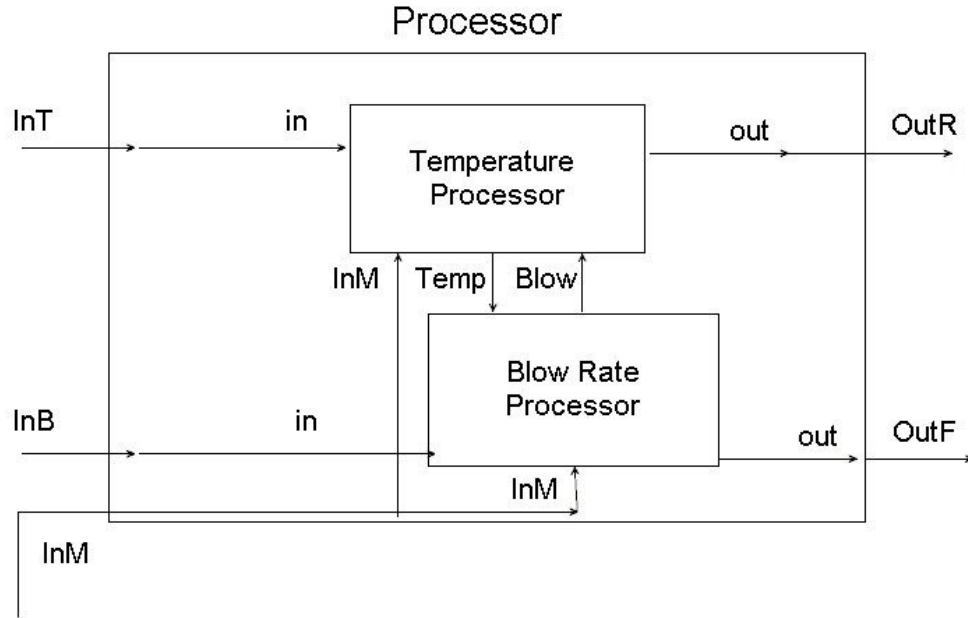 Processor
InT
in
out
OutR
Temperature
Processor
InM
Temp
Blow
Blow Rate
Processor
InB
in
out
OutF
InM
InM